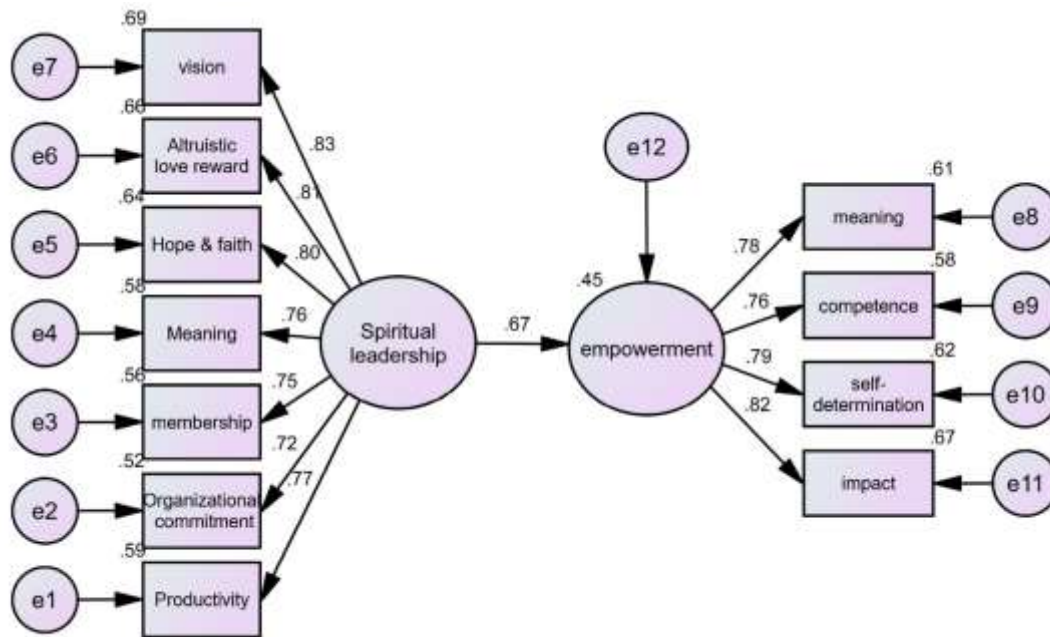 .69
e7
vision
.66
e6
Altruistic
love reward
.64
e5
Hope & faith
.58
e4
Meaning
.56
e3
membership
.52
e2
Organizational
commitment
.59
e1
Productivity
.83
.81
.80
.76
.75
.72
.77
Spiritual
leadership
.67
e12
.45
empowerment
.78
.76
.79
.82
.61
meaning
e8
.58
competence
e9
.62
self-
determination
e10
.67
impact
e11